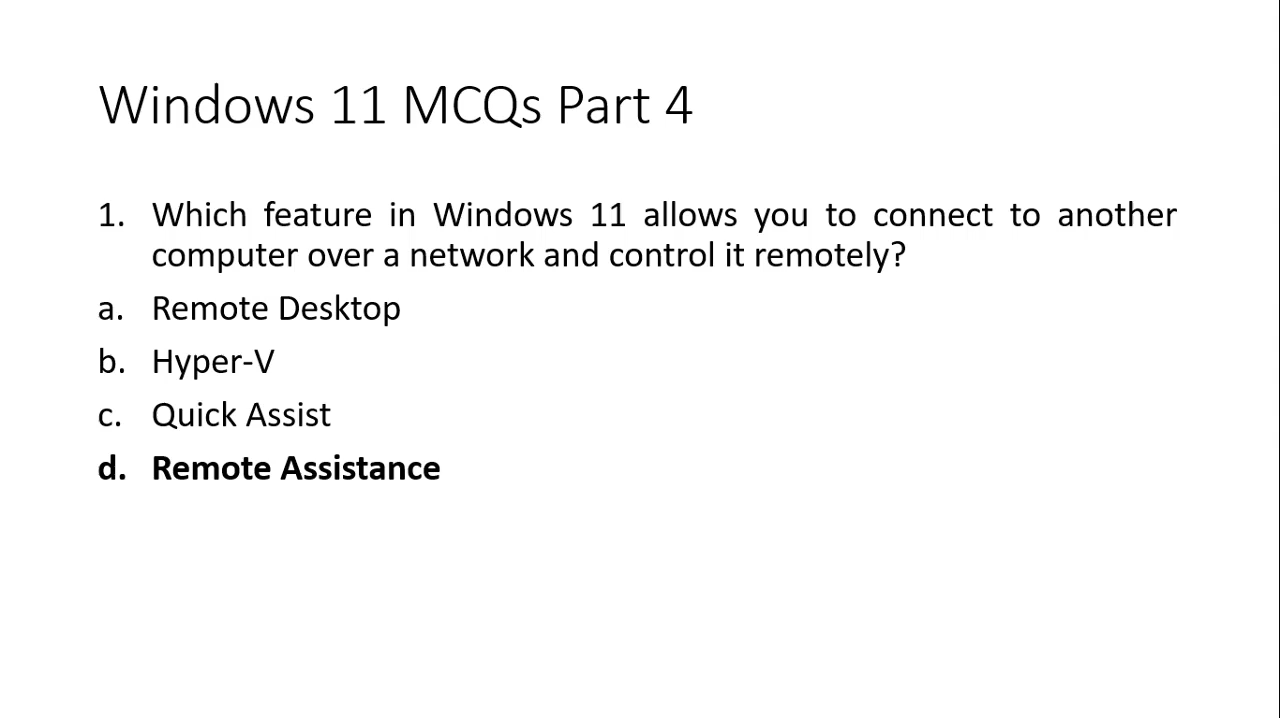 Windows 11 MCQs Part 4
1. Which feature in Windows 11 allows you to connect to another
computer over a network and control it remotely?
a. Remote Desktop
b. Hyper-V
c. Quick Assist
d. Remote Assistance